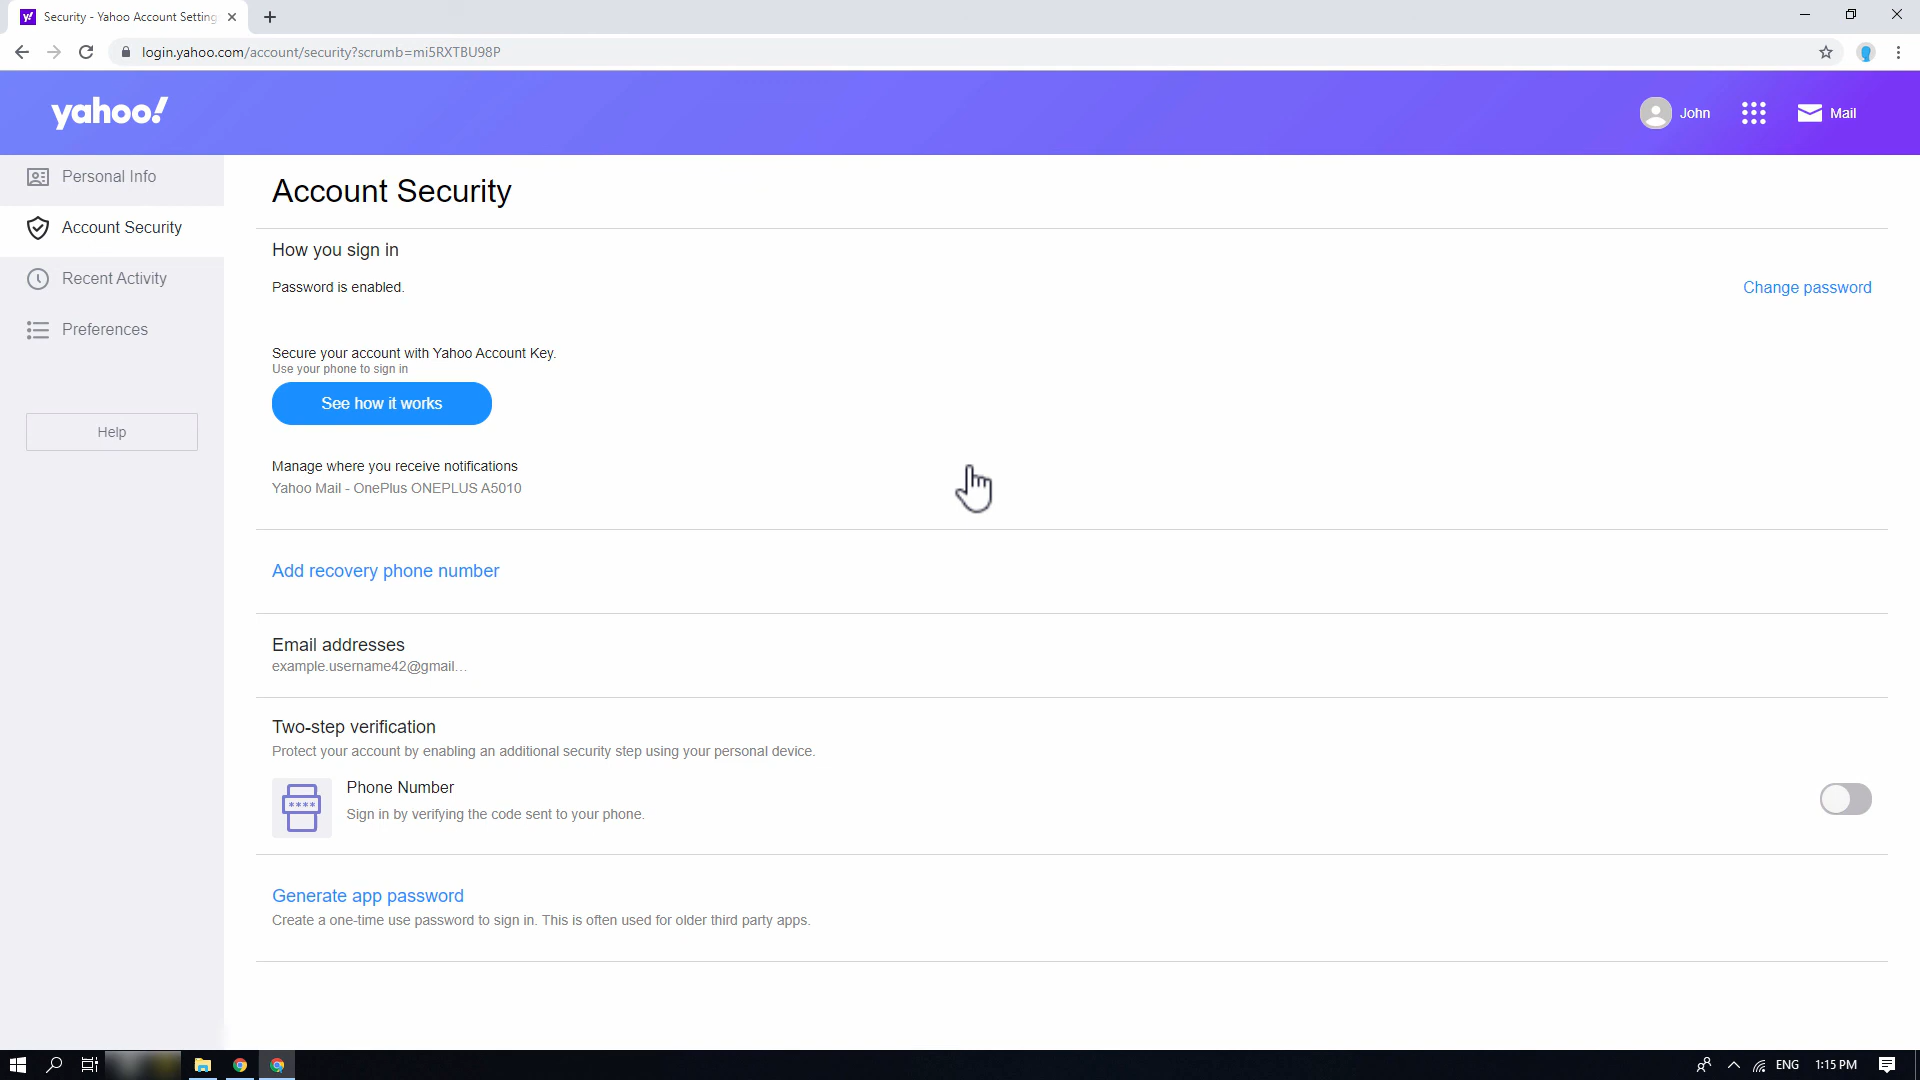 Security - Yahoo Account Setting
login.yahoo.com/account/security?scrumb=mi5RXTBU98P
yahoo!
John
Mail
Personal Info
Account Security
Recent Activity
Preferences
Help
Account Security
How you sign in
Password is enabled.
Change password
Secure your account with Yahoo Account Key.
Use your phone to sign in
See how it works
Manage where you receive notifications
Yahoo Mail - OnePlus ONEPLUS A5010
Add recovery phone number
Email addresses
example.username42@gmail...
Two-step verification
Protect your account by enabling an additional security step using your personal device.
****
Phone Number
Sign in by verifying the code sent to your phone.
Generate app password
Create a one-time use password to sign in. This is often used for older third party apps.
ENG
1:15 PM